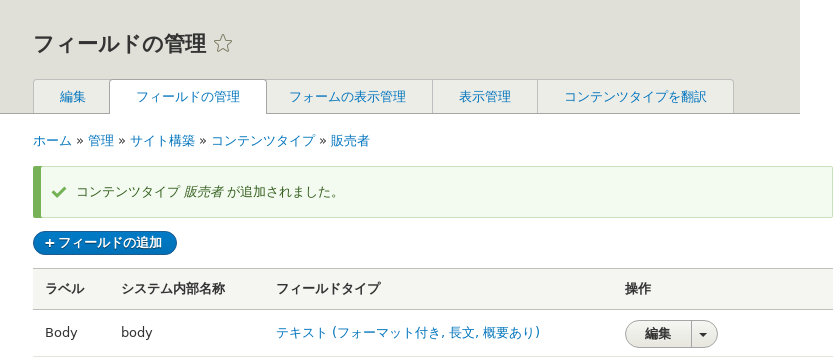 フィールドの管理
編集 フィールドの管理 フォームの表示管理 表示管理 コンテンツタイプを翻訳
ホーム » 管理 » サイト構築 » コンテンツタイプ » 販売者
コンテンツタイプ 販売者 が追加されました。
+ フィールドの追加
ラベル システム内部名称 フィールドタイプ 操作
Body body テキスト (フォーマット付き, 長文, 概要あり) 編集